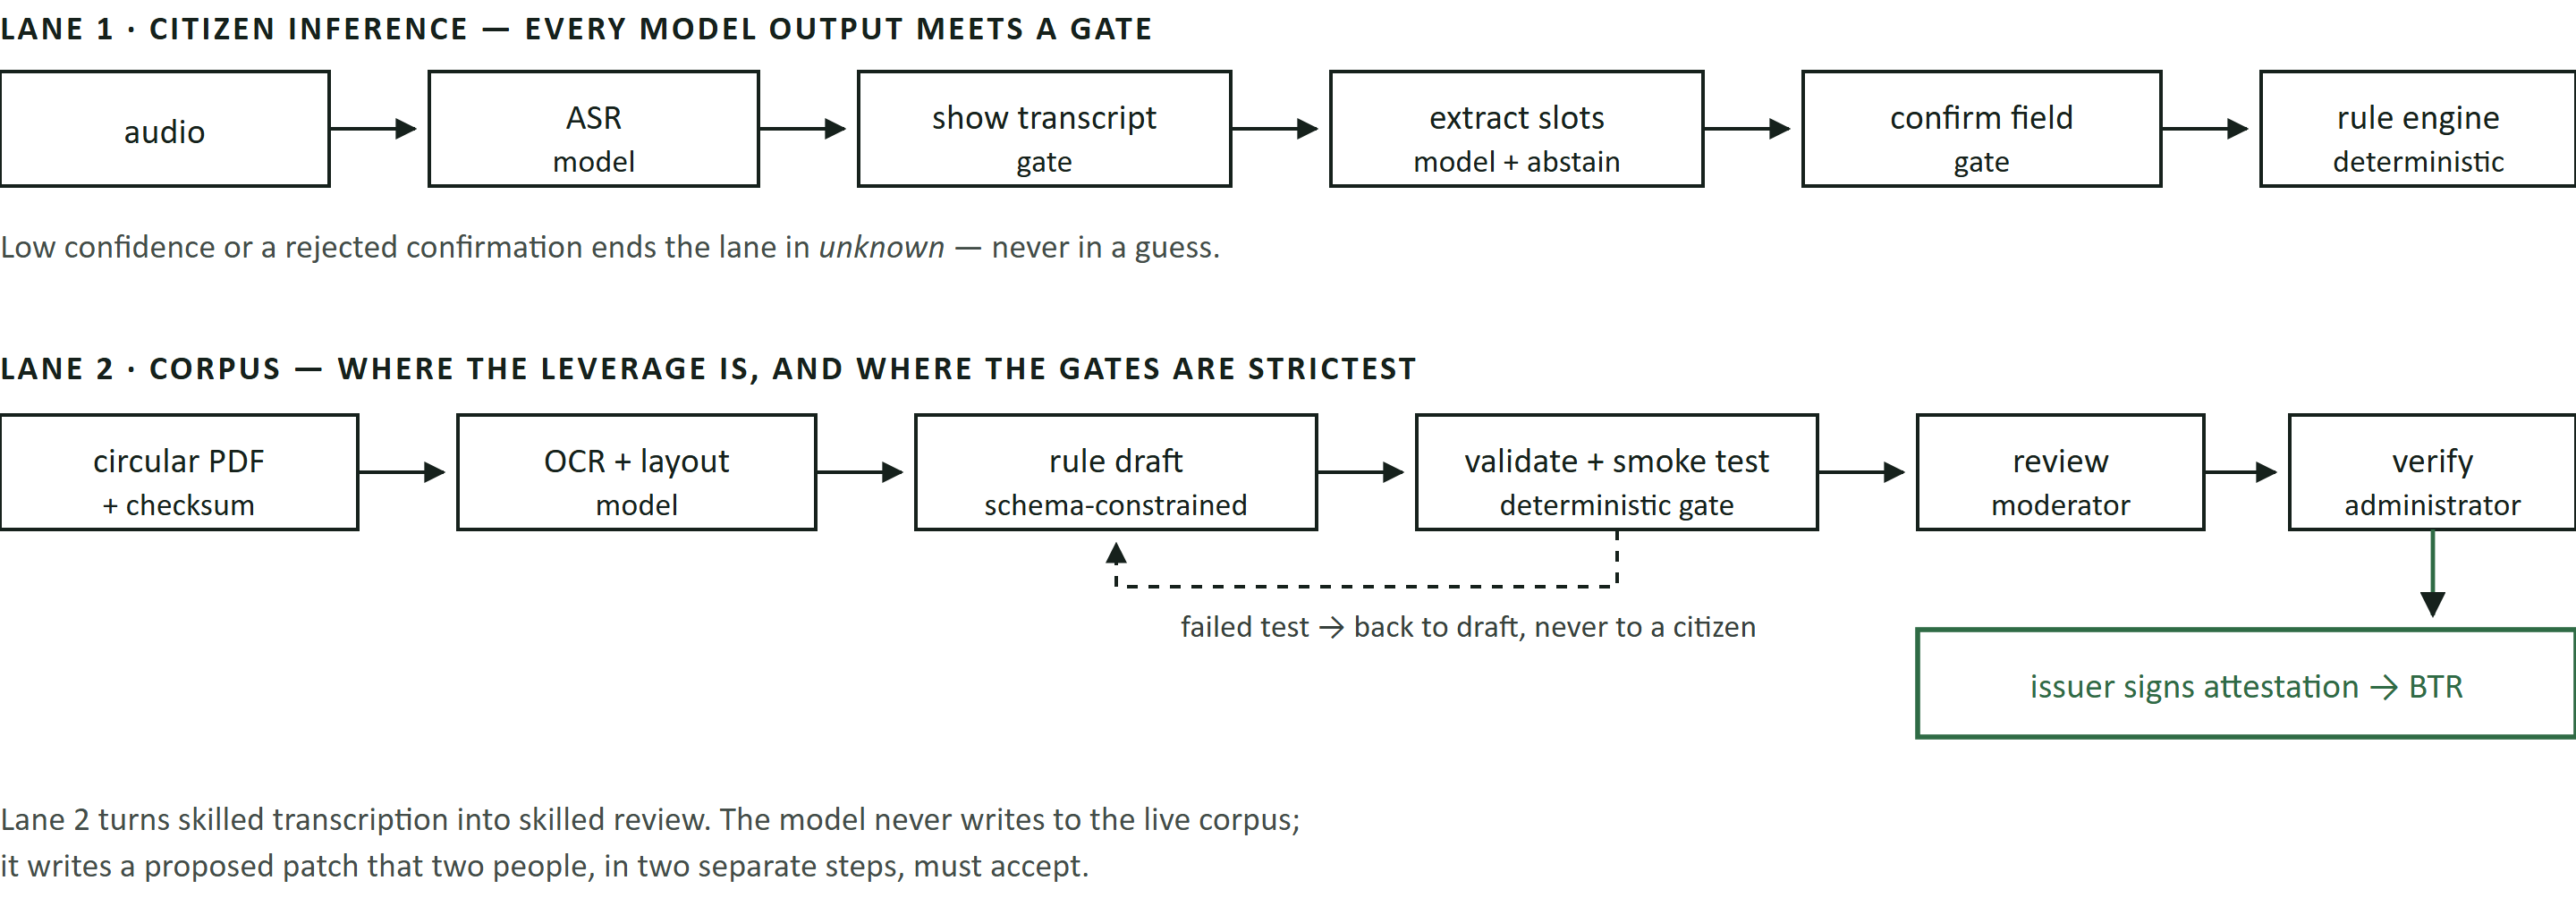 LANE 1 · CITIZEN INFERENCE — EVERY MODEL OUTPUT MEETS A GATE
audio
ASR
model
show transcript
gate
extract slots
model + abstain
confirm field
gate
rule engine
deterministic
Low confidence or a rejected confirmation ends the lane in unknown — never in a guess.
LANE 2 · CORPUS — WHERE THE LEVERAGE IS, AND WHERE THE GATES ARE STRICTEST
circular PDF
+ checksum
OCR + layout
model
rule draft
schema-constrained
validate + smoke test
deterministic gate
review
moderator
verify
administrator
failed test → back to draft, never to a citizen
issuer signs attestation → BTR
Lane 2 turns skilled transcription into skilled review. The model never writes to the live corpus;
it writes a proposed patch that two people, in two separate steps, must accept.